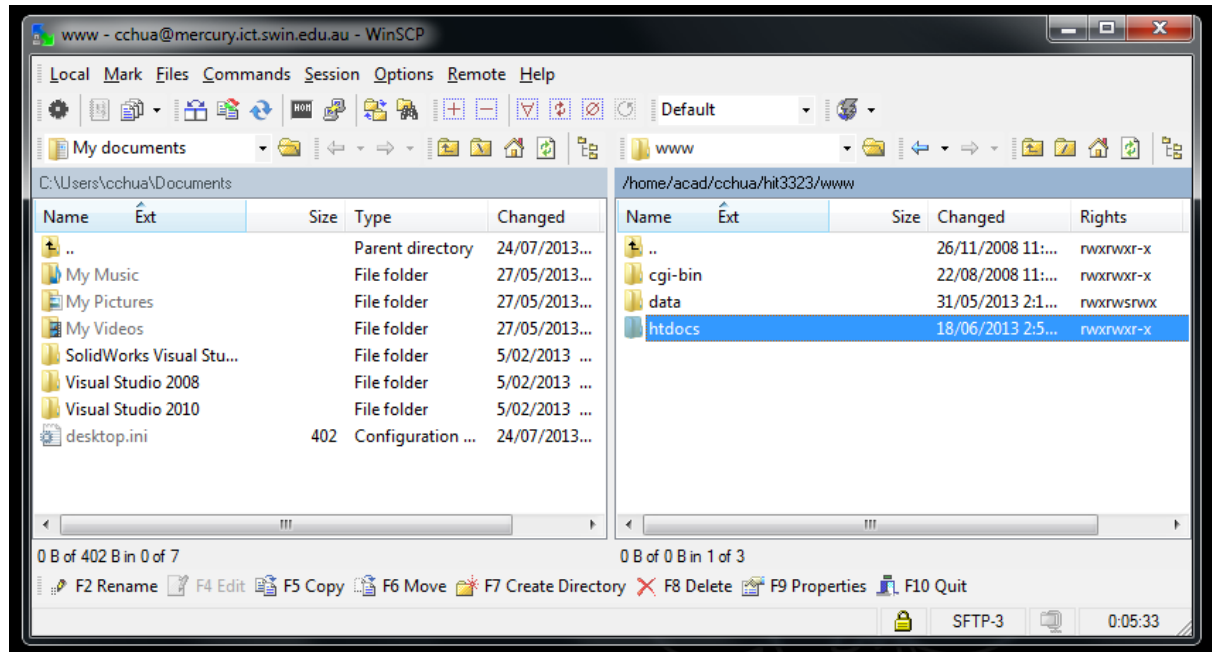 www - cchua@mercury.ict.swin.edu.au - WinSCP
Local Mark Files Commands Session Options Remote Help
Default
My documents www
C:\Users\cchua\Documents /home/acad/cchua/hit3323/www
Name Ext Size Type Changed Name Ext Size Changed Rights
.. Parent directory 24/07/2013... .. 26/11/2008 11:... rwxrwxr-x
My Music File folder 27/05/2013... cgi-bin 22/08/2008 11:... rwxrwxr-x
My Pictures File folder 27/05/2013... data 31/05/2013 2:1... rwxrwsrwx
My Videos File folder 27/05/2013... htdocs 18/06/2013 2:5... rwxrwxr-x
SolidWorks Visual Stu... File folder 5/02/2013 ...
Visual Studio 2008 File folder 5/02/2013 ...
Visual Studio 2010 File folder 5/02/2013 ...
desktop.ini 402 Configuration ... 24/07/2013...
0 B of 402 B in 0 of 7 0 B of 0 B in 1 of 3
F2 Rename F4 Edit F5 Copy F6 Move F7 Create Directory F8 Delete F9 Properties F10 Quit
SFTP-3 0:05:33